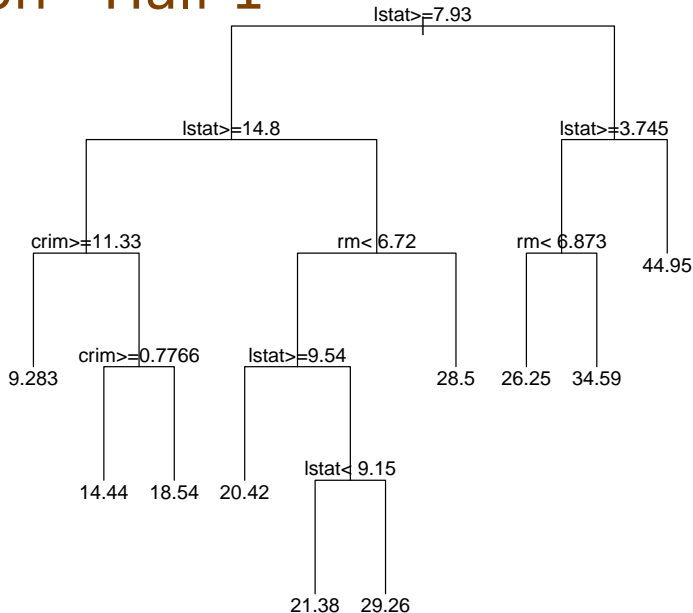 lstat>=7.93
lstat>=14.8
lstat>=3.745
crim>=11.33
rm< 6.72
rm< 6.873
44.95
9.283
crim>=0.7766
lstat>=9.54
28.5
26.25
34.59
14.44
18.54
20.42
lstat< 9.15
21.38
29.26